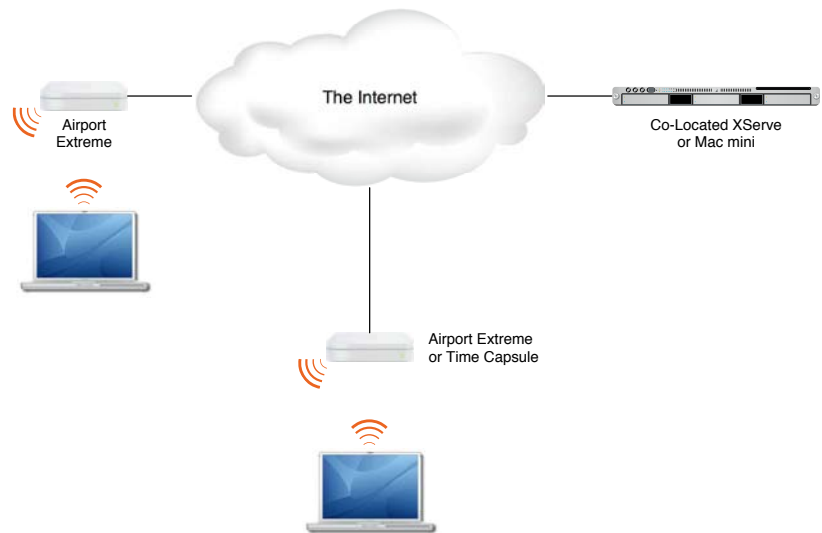 The Internet
Airport
Extreme
Co-Located XServe
or Mac mini
Airport Extreme
or Time Capsule